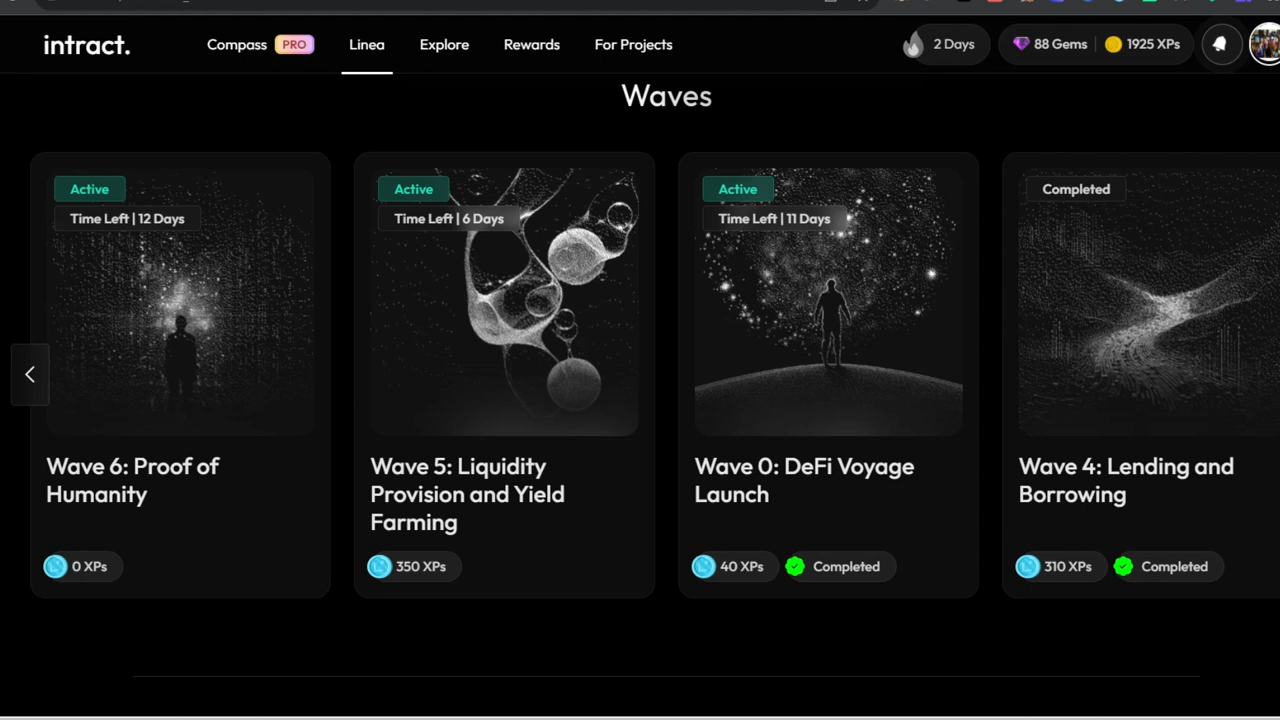 intract.
Compass PRO Linea Explore Rewards For Projects 2 Days 88 Gems 1925 XPs
Waves
Active
Time Left | 12 Days
Wave 6: Proof of
Humanity
0 XPs
Active
Time Left | 6 Days
Wave 5: Liquidity
Provision and Yield
Farming
350 XPs
Active
Time Left | 11 Days
Wave 0: DeFi Voyage
Launch
40 XPs Completed
Completed
Wave 4: Lending and
Borrowing
310 XPs Completed